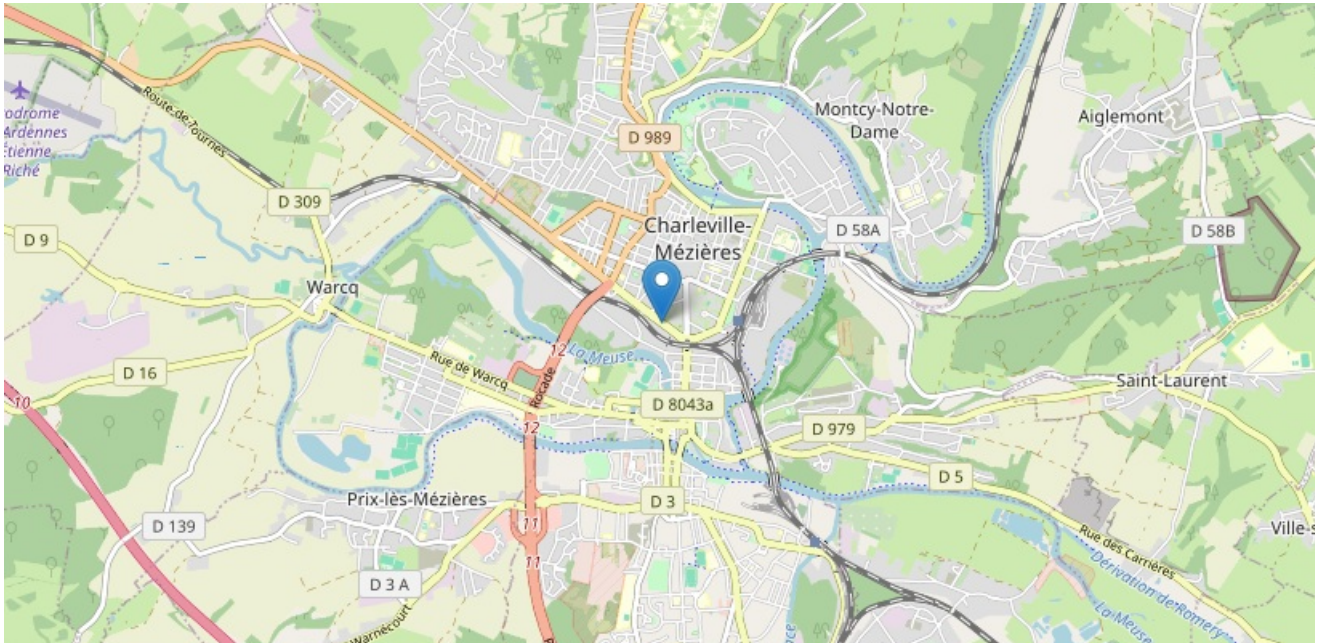 D 989
Montcy-Notre-
Dame
Aiglemont
odrome
Ardennes
Étienne
Riché
Route de Tournes
D 309
D 9
Charleville-
Mézières
D 58A
D 58B
Warcq
La Meuse
12
Rue de Warcq
Rocade
D 16
10
D 8043a
Saint-Laurent
12
D 979
D 5
Prix-lès-Mézières
D 3
D 139
11
11
Ville-s
Rue des Carrières
D 3 A
Warnécourt
Dérivation de Romery
La Meuse